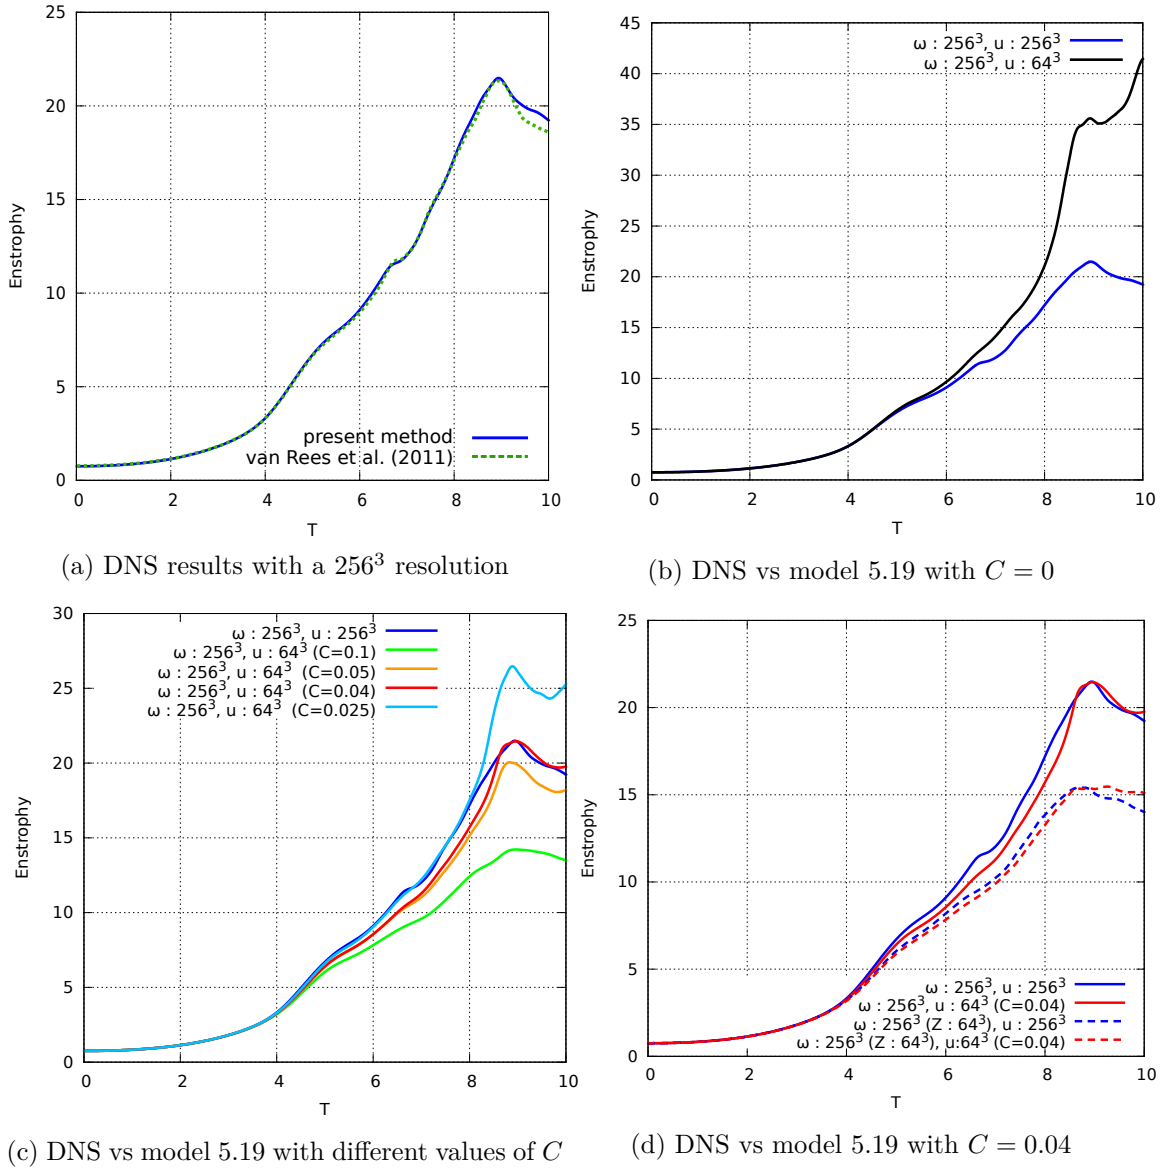 25
20
15
10
5
0
Enstrophy
present method
van Rees et al. (2011)
0 2 4 6 8 10
T
(a) DNS results with a 256³ resolution
45
40
35
30
25
20
15
10
5
0
Enstrophy
ω : 256³, u : 256³
ω : 256³, u : 64³
0 2 4 6 8 10
T
(b) DNS vs model 5.19 with C = 0
30
25
20
15
10
5
0
Enstrophy
ω : 256³, u : 256³
ω : 256³, u : 64³ (C=0.1)
ω : 256³, u : 64³ (C=0.05)
ω : 256³, u : 64³ (C=0.04)
ω : 256³, u : 64³ (C=0.025)
0 2 4 6 8 10
T
(c) DNS vs model 5.19 with different values of C
25
20
15
10
5
0
Enstrophy
ω : 256³, u : 256³
ω : 256³, u : 64³ (C=0.04)
ω : 256³ (Z : 64³), u : 256³
ω : 256³ (Z : 64³), u:64³ (C=0.04)
0 2 4 6 8 10
T
(d) DNS vs model 5.19 with C = 0.04